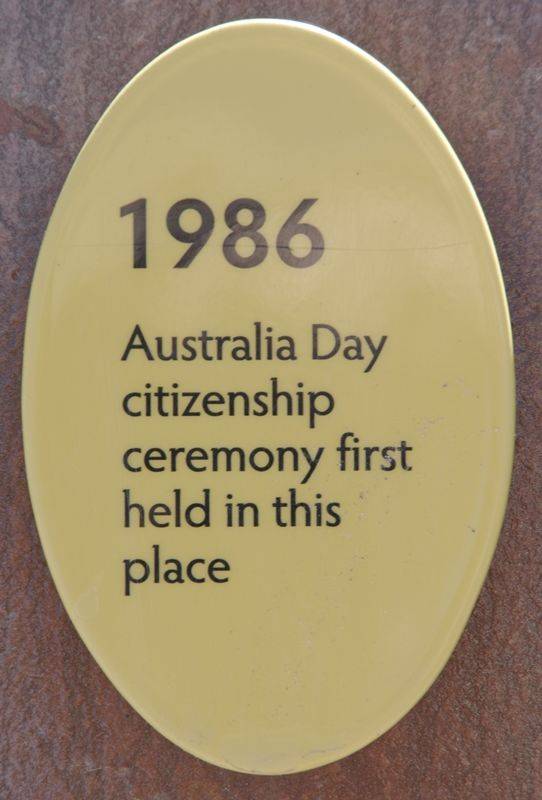 1986
Australia Day
citizenship
ceremony first
held in this
place